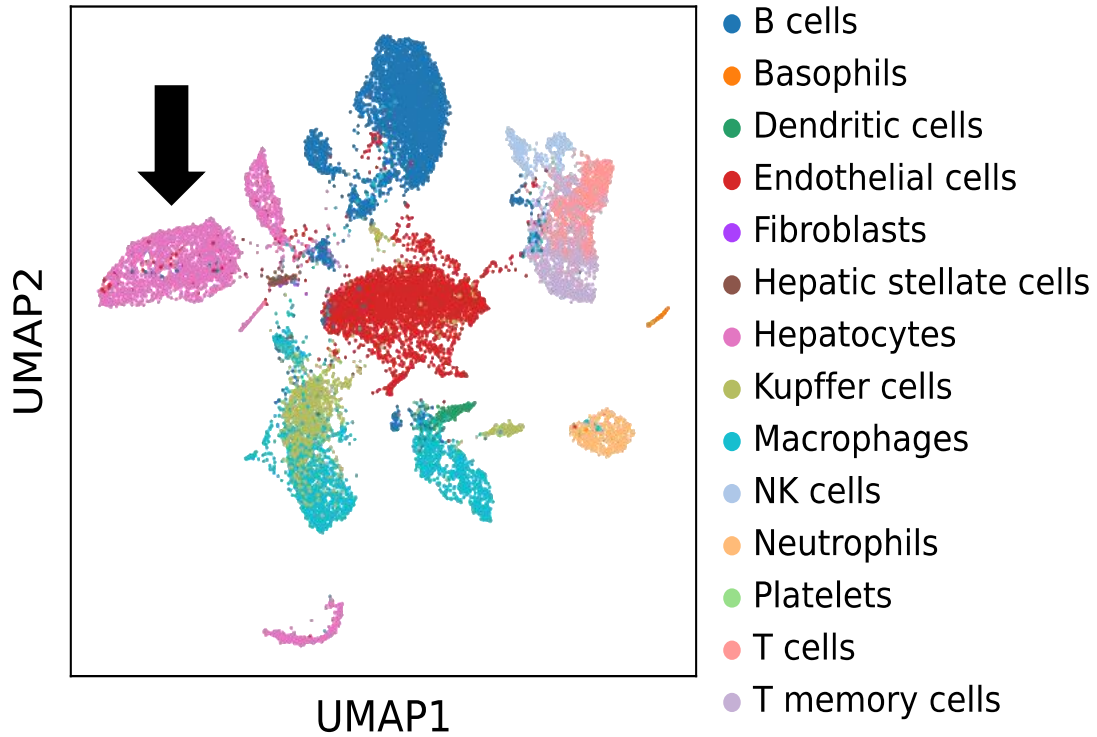 UMAP2
UMAP1
B cells
Basophils
Dendritic cells
Endothelial cells
Fibroblasts
Hepatic stellate cells
Hepatocytes
Kupffer cells
Macrophages
NK cells
Neutrophils
Platelets
T cells
T memory cells